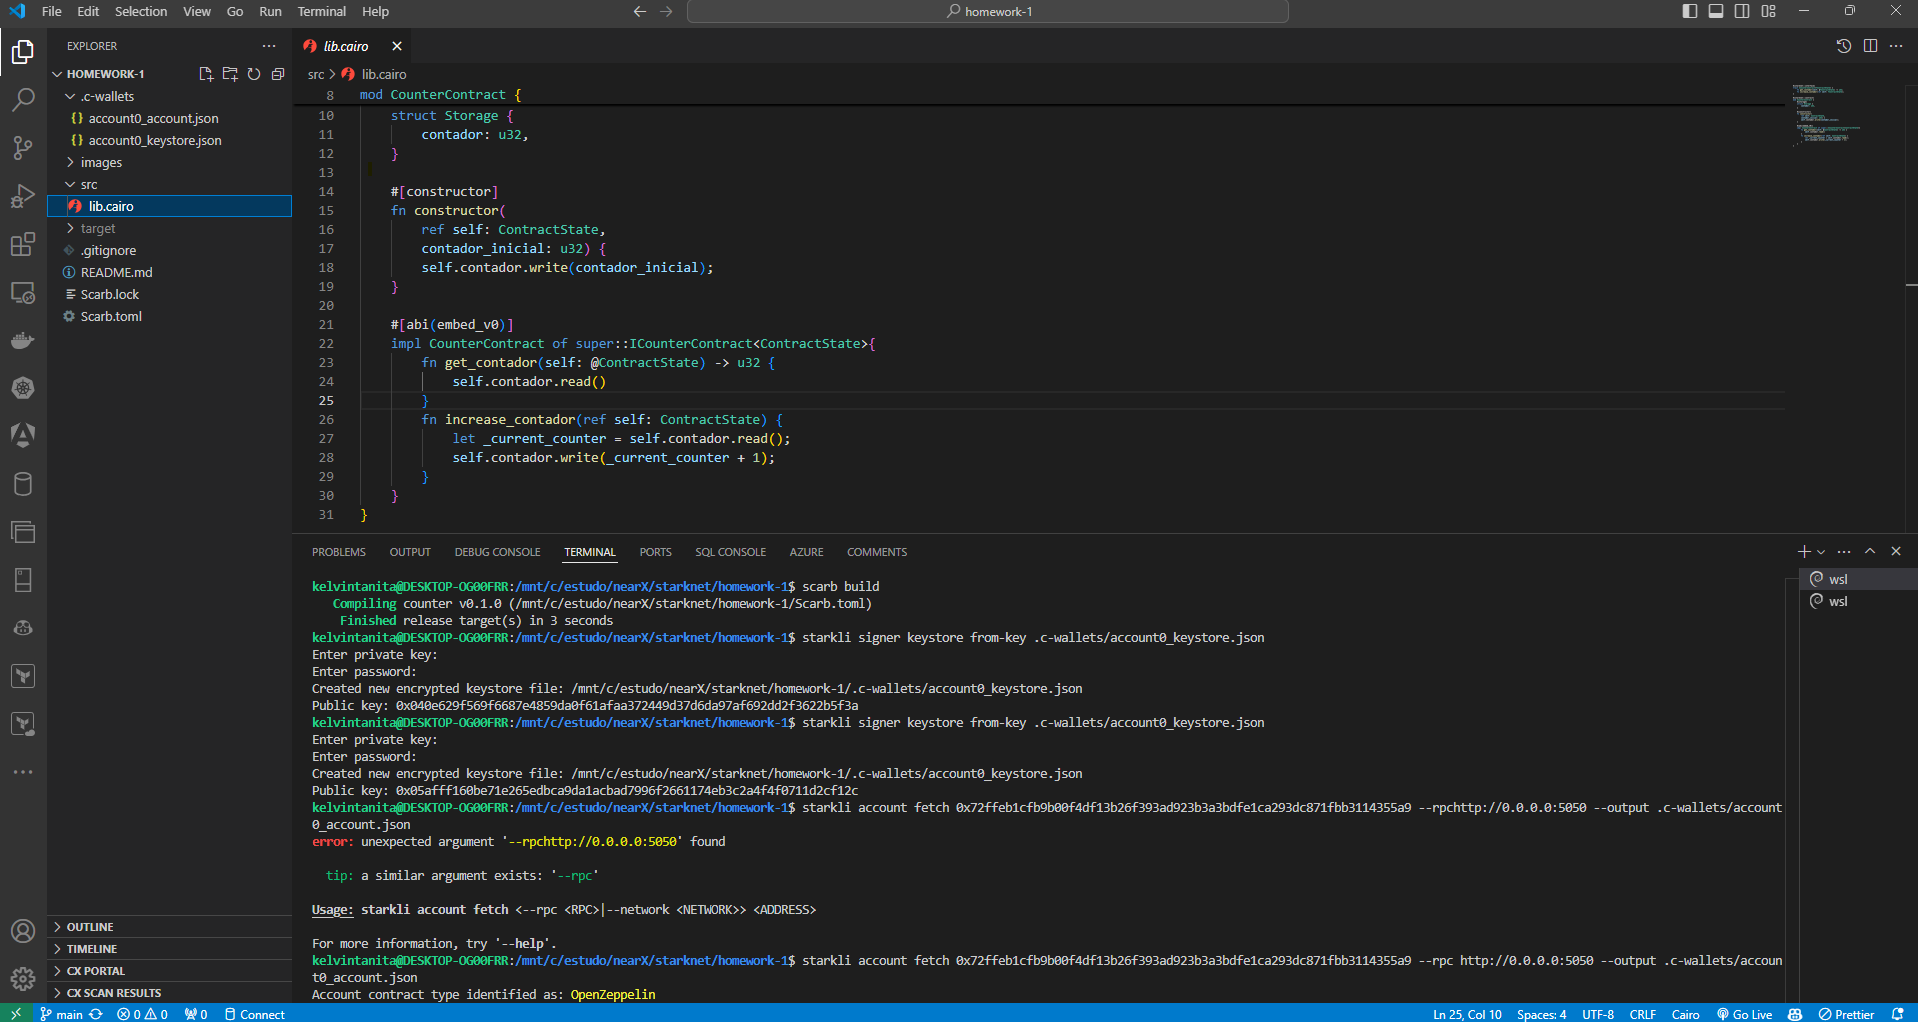 File Edit Selection View Go Run Terminal Help
homework-1
EXPLORER
HOMEWORK-1
.c-wallets
{} account0_account.json
{} account0_keystore.json
images
src
lib.cairo
target
.gitignore
README.md
Scarb.lock
Scarb.toml
OUTLINE
TIMELINE
CX PORTAL
CX SCAN RESULTS
lib.cairo
src > lib.cairo
8 mod CounterContract {
10 struct Storage {
11 contador: u32,
12 }
13
14 #[constructor]
15 fn constructor(
16 ref self: ContractState,
17 contador_inicial: u32) {
18 self.contador.write(contador_inicial);
19 }
20
21 #[abi(embed_v0)]
22 impl CounterContract of super::ICounterContract<ContractState>{
23 fn get_contador(self: @ContractState) -> u32 {
24 self.contador.read()
25 }
26 fn increase_contador(ref self: ContractState) {
27 let _current_counter = self.contador.read();
28 self.contador.write(_current_counter + 1);
29 }
30 }
31 }
PROBLEMS OUTPUT DEBUG CONSOLE TERMINAL PORTS SQL CONSOLE AZURE COMMENTS
wsl
wsl
kelvintanita@DESKTOP-OG00FRR:/mnt/c/estudo/nearX/starknet/homework-1$ scarb build
Compiling counter v0.1.0 (/mnt/c/estudo/nearX/starknet/homework-1/Scarb.toml)
Finished release target(s) in 3 seconds
kelvintanita@DESKTOP-OG00FRR:/mnt/c/estudo/nearX/starknet/homework-1$ starkli signer keystore from-key .c-wallets/account0_keystore.json
Enter private key:
Enter password:
Created new encrypted keystore file: /mnt/c/estudo/nearX/starknet/homework-1/.c-wallets/account0_keystore.json
Public key: 0x040e629f569f6687e4859da0f61afaa372449d37d6da97af692dd2f3622b5f3a
kelvintanita@DESKTOP-OG00FRR:/mnt/c/estudo/nearX/starknet/homework-1$ starkli signer keystore from-key .c-wallets/account0_keystore.json
Enter private key:
Enter password:
Created new encrypted keystore file: /mnt/c/estudo/nearX/starknet/homework-1/.c-wallets/account0_keystore.json
Public key: 0x05afff160be71e265edbca9da1acbad7996f2661174eb3c2a4f4f0711d2cf12c
kelvintanita@DESKTOP-OG00FRR:/mnt/c/estudo/nearX/starknet/homework-1$ starkli account fetch 0x72ffeb1cfb9b00f4df13b26f393ad923b3a3bdfe1ca293dc871fbb3114355a9 --rpchttp://0.0.0.0:5050 --output .c-wallets/account
0_account.json
error: unexpected argument '--rpchttp://0.0.0.0:5050' found
tip: a similar argument exists: '--rpc'
Usage: starkli account fetch <--rpc <RPC>|--network <NETWORK>> <ADDRESS>
For more information, try '--help'.
kelvintanita@DESKTOP-OG00FRR:/mnt/c/estudo/nearX/starknet/homework-1$ starkli account fetch 0x72ffeb1cfb9b00f4df13b26f393ad923b3a3bdfe1ca293dc871fbb3114355a9 --rpc http://0.0.0.0:5050 --output .c-wallets/accoun
t0_account.json
Account contract type identified as: OpenZeppelin
main 0 0 0 Connect Ln 25, Col 10 Spaces: 4 UTF-8 CRLF Cairo Go Live Prettier